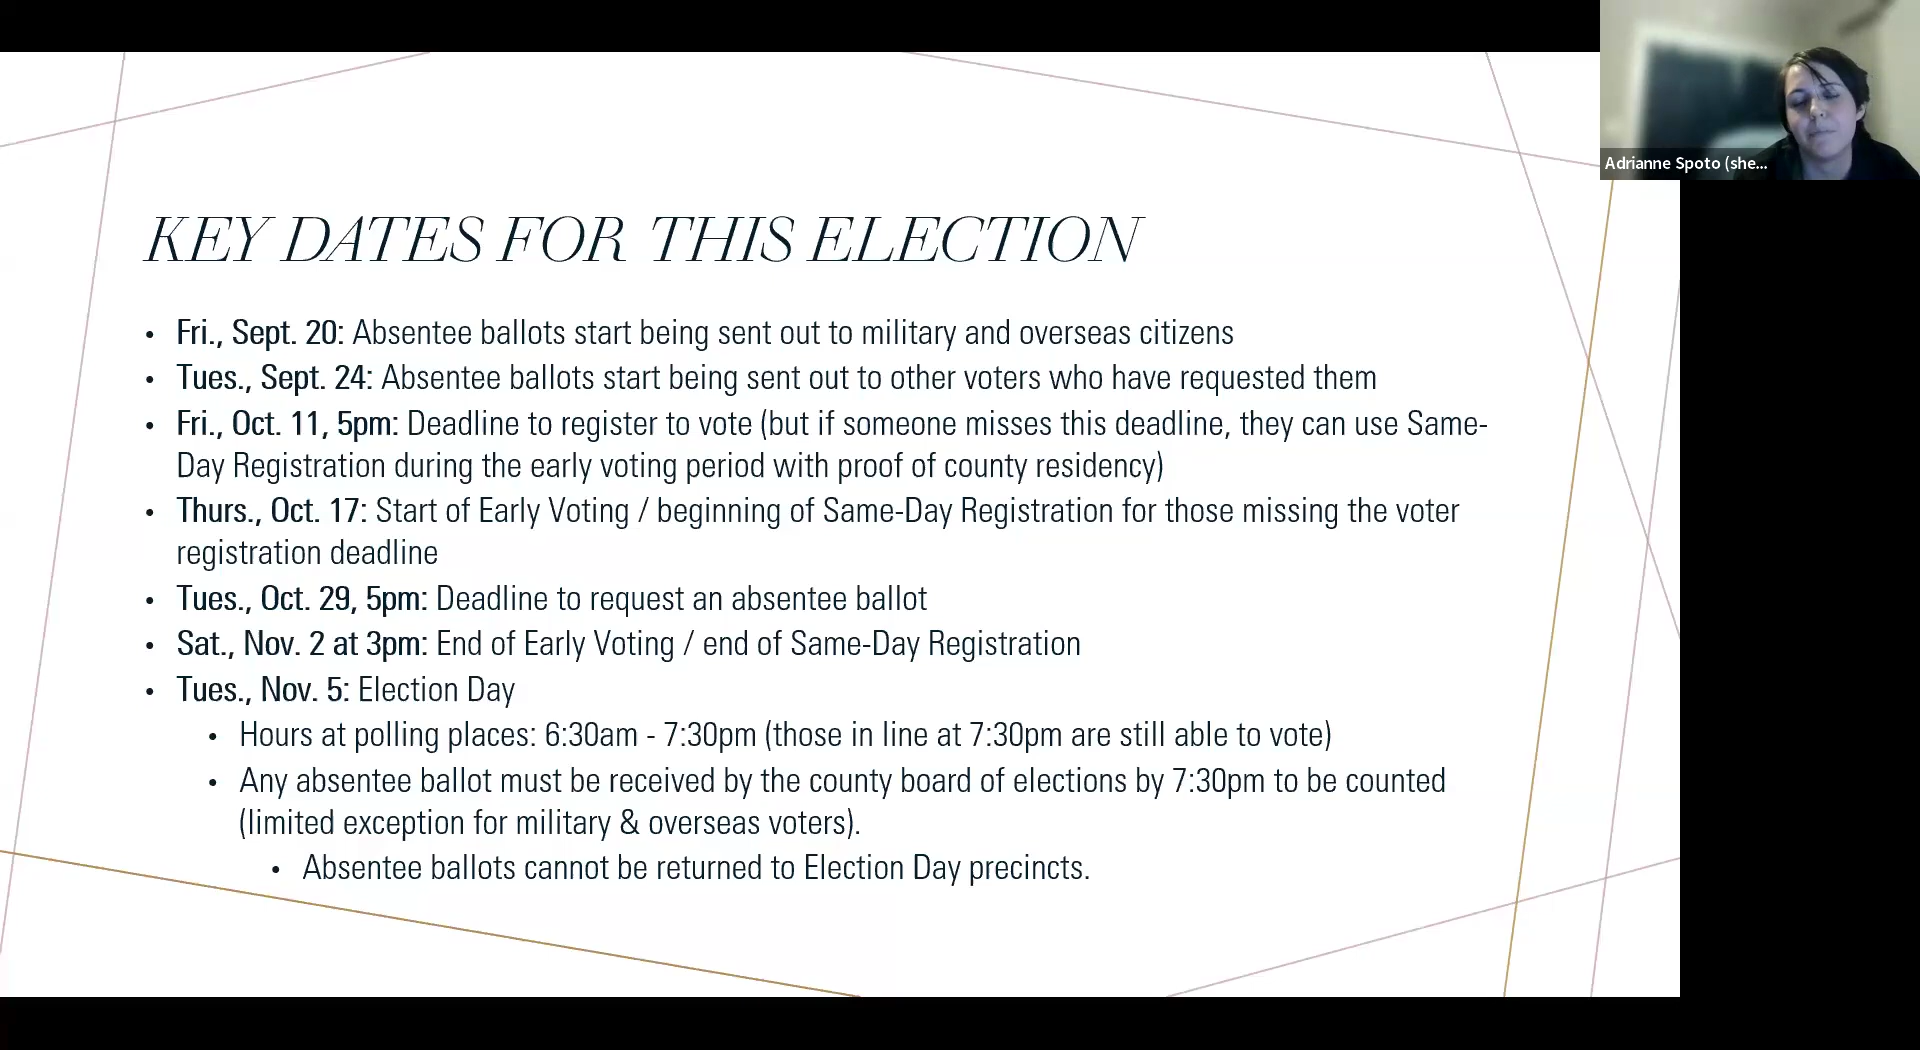 Adrianne Spoto (she...
KEY DATES FOR THIS ELECTION
• Fri., Sept. 20: Absentee ballots start being sent out to military and overseas citizens
• Tues., Sept. 24: Absentee ballots start being sent out to other voters who have requested them
• Fri., Oct. 11, 5pm: Deadline to register to vote (but if someone misses this deadline, they can use Same-
Day Registration during the early voting period with proof of county residency)
• Thurs., Oct. 17: Start of Early Voting / beginning of Same-Day Registration for those missing the voter
registration deadline
• Tues., Oct. 29, 5pm: Deadline to request an absentee ballot
• Sat., Nov. 2 at 3pm: End of Early Voting / end of Same-Day Registration
• Tues., Nov. 5: Election Day
• Hours at polling places: 6:30am - 7:30pm (those in line at 7:30pm are still able to vote)
• Any absentee ballot must be received by the county board of elections by 7:30pm to be counted
(limited exception for military & overseas voters).
• Absentee ballots cannot be returned to Election Day precincts.